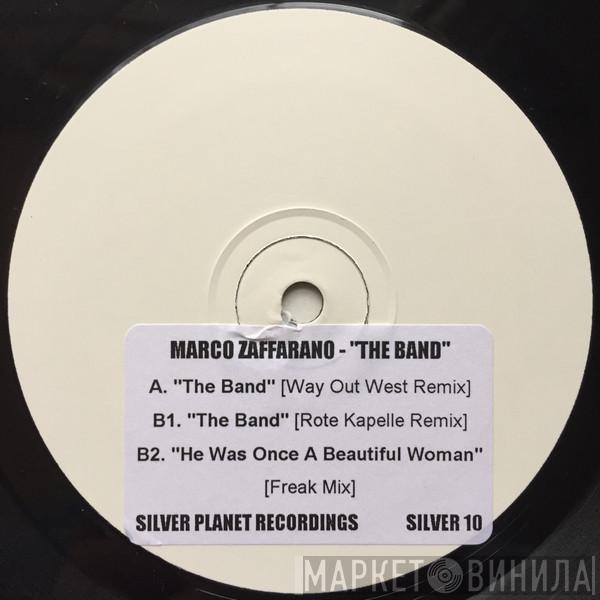 MARCO ZAFFARANO - "THE BAND"
A. "The Band" [Way Out West Remix]
B1. "The Band" [Rote Kapelle Remix]
B2. "He Was Once A Beautiful Woman"
[Freak Mix]
SILVER PLANET RECORDINGS SILVER 10
МАРКЕТ ВИНИЛА